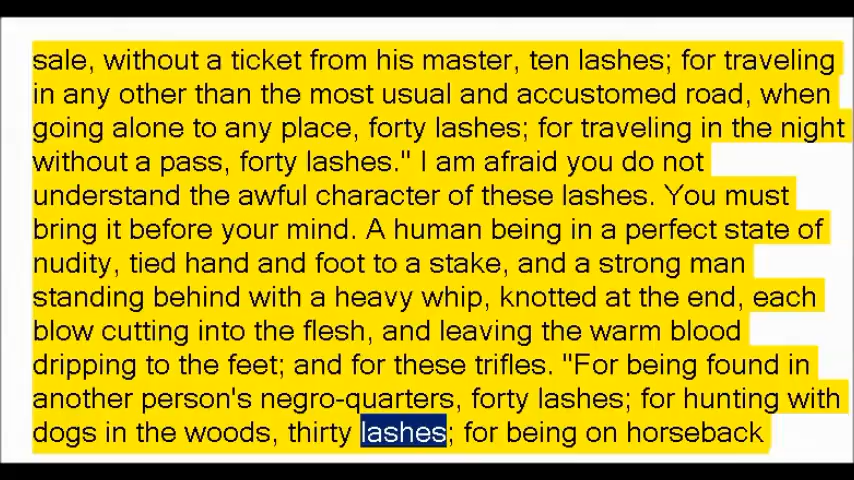 sale, without a ticket from his master, ten lashes; for traveling
in any other than the most usual and accustomed road, when
going alone to any place, forty lashes; for traveling in the night
without a pass, forty lashes." I am afraid you do not
understand the awful character of these lashes. You must
bring it before your mind. A human being in a perfect state of
nudity, tied hand and foot to a stake, and a strong man
standing behind with a heavy whip, knotted at the end, each
blow cutting into the flesh, and leaving the warm blood
dripping to the feet; and for these trifles. "For being found in
another person's negro-quarters, forty lashes; for hunting with
dogs in the woods, thirty lashes; for being on horseback